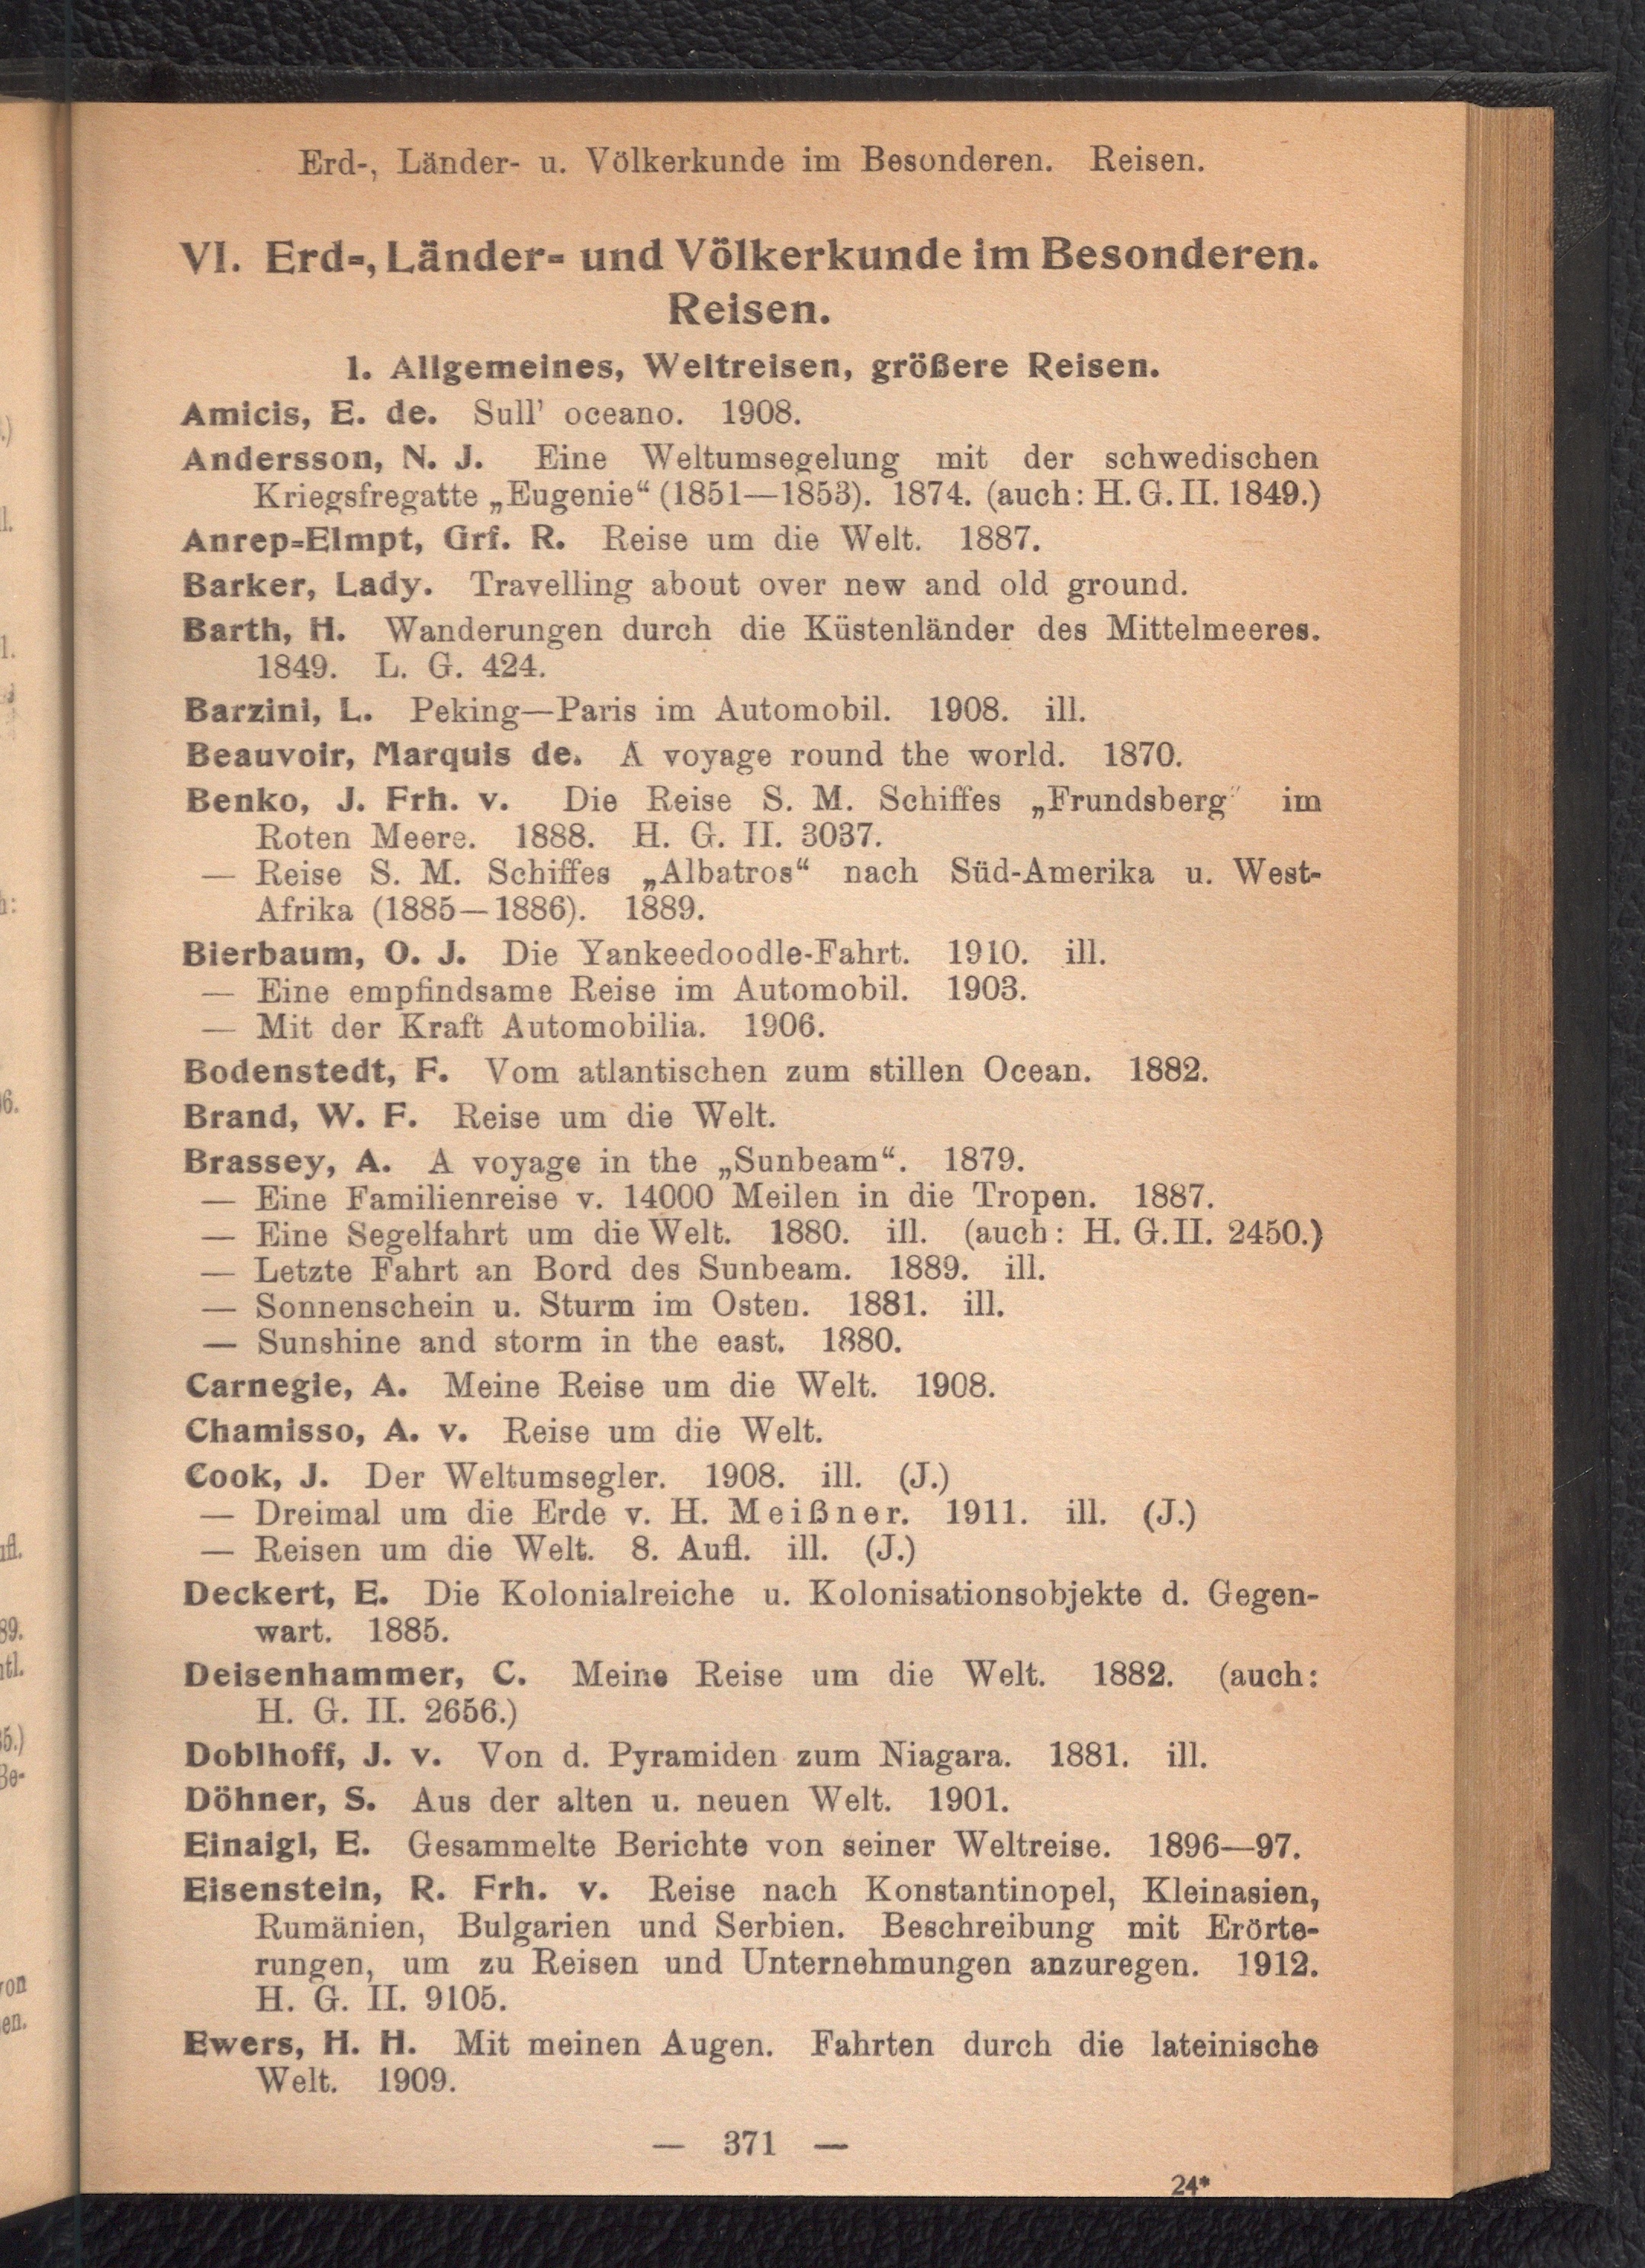 Erd-, Länder- u. Völkerkunde im Besonderen. Reisen.
VI. Erd-, Länder- und Völkerkunde im Besonderen.
Reisen.
1. Allgemeines, Weltreisen, größere Reisen.
Amicis, E. de. Sull' oceano. 1908.
Andersson, N. J. Eine Weltumsegelung mit der schwedischen
Kriegsfregatte „Eugenie“ (1851—1853). 1874. (auch: H. G. II. 1849.)
Anrep-Elmpt, Grf. R. Reise um die Welt. 1887.
Barker, Lady. Travelling about over new and old ground.
Barth, H. Wanderungen durch die Küstenländer des Mittelmeeres.
1849. L. G. 424.
Barzini, L. Peking—Paris im Automobil. 1908. ill.
Beauvoir, Marquis de. A voyage round the world. 1870.
Benko, J. Frh. v. Die Reise S. M. Schiffes „Frundsberg“ im
Roten Meere. 1888. H. G. II. 3037.
— Reise S. M. Schiffes „Albatros“ nach Süd-Amerika u. West-
Afrika (1885—1886). 1889.
Bierbaum, O. J. Die Yankeedoodle-Fahrt. 1910. ill.
— Eine empfindsame Reise im Automobil. 1903.
— Mit der Kraft Automobilia. 1906.
Bodenstedt, F. Vom atlantischen zum stillen Ocean. 1882.
Brand, W. F. Reise um die Welt.
Brassey, A. A voyage in the „Sunbeam“. 1879.
— Eine Familienreise v. 14000 Meilen in die Tropen. 1887.
— Eine Segelfahrt um die Welt. 1880. ill. (auch: H. G. II. 2450.)
— Letzte Fahrt an Bord des Sunbeam. 1889. ill.
— Sonnenschein u. Sturm im Osten. 1881. ill.
— Sunshine and storm in the east. 1880.
Carnegie, A. Meine Reise um die Welt. 1908.
Chamisso, A. v. Reise um die Welt.
Cook, J. Der Weltumsegler. 1908. ill. (J.)
— Dreimal um die Erde v. H. Meißner. 1911. ill. (J.)
— Reisen um die Welt. 8. Aufl. ill. (J.)
Deckert, E. Die Kolonialreiche u. Kolonisationsobjekte d. Gegen-
wart. 1885.
Deisenhammer, C. Meine Reise um die Welt. 1882. (auch:
H. G. II. 2656.)
Doblhoff, J. v. Von d. Pyramiden zum Niagara. 1881. ill.
Döhner, S. Aus der alten u. neuen Welt. 1901.
Einaigl, E. Gesammelte Berichte von seiner Weltreise. 1896—97.
Eisenstein, R. Frh. v. Reise nach Konstantinopel, Kleinasien,
Rumänien, Bulgarien und Serbien. Beschreibung mit Erörte-
rungen, um zu Reisen und Unternehmungen anzuregen. 1912.
H. G. II. 9105.
Ewers, H. H. Mit meinen Augen. Fahrten durch die lateinische
Welt. 1909.
— 371 —
24*